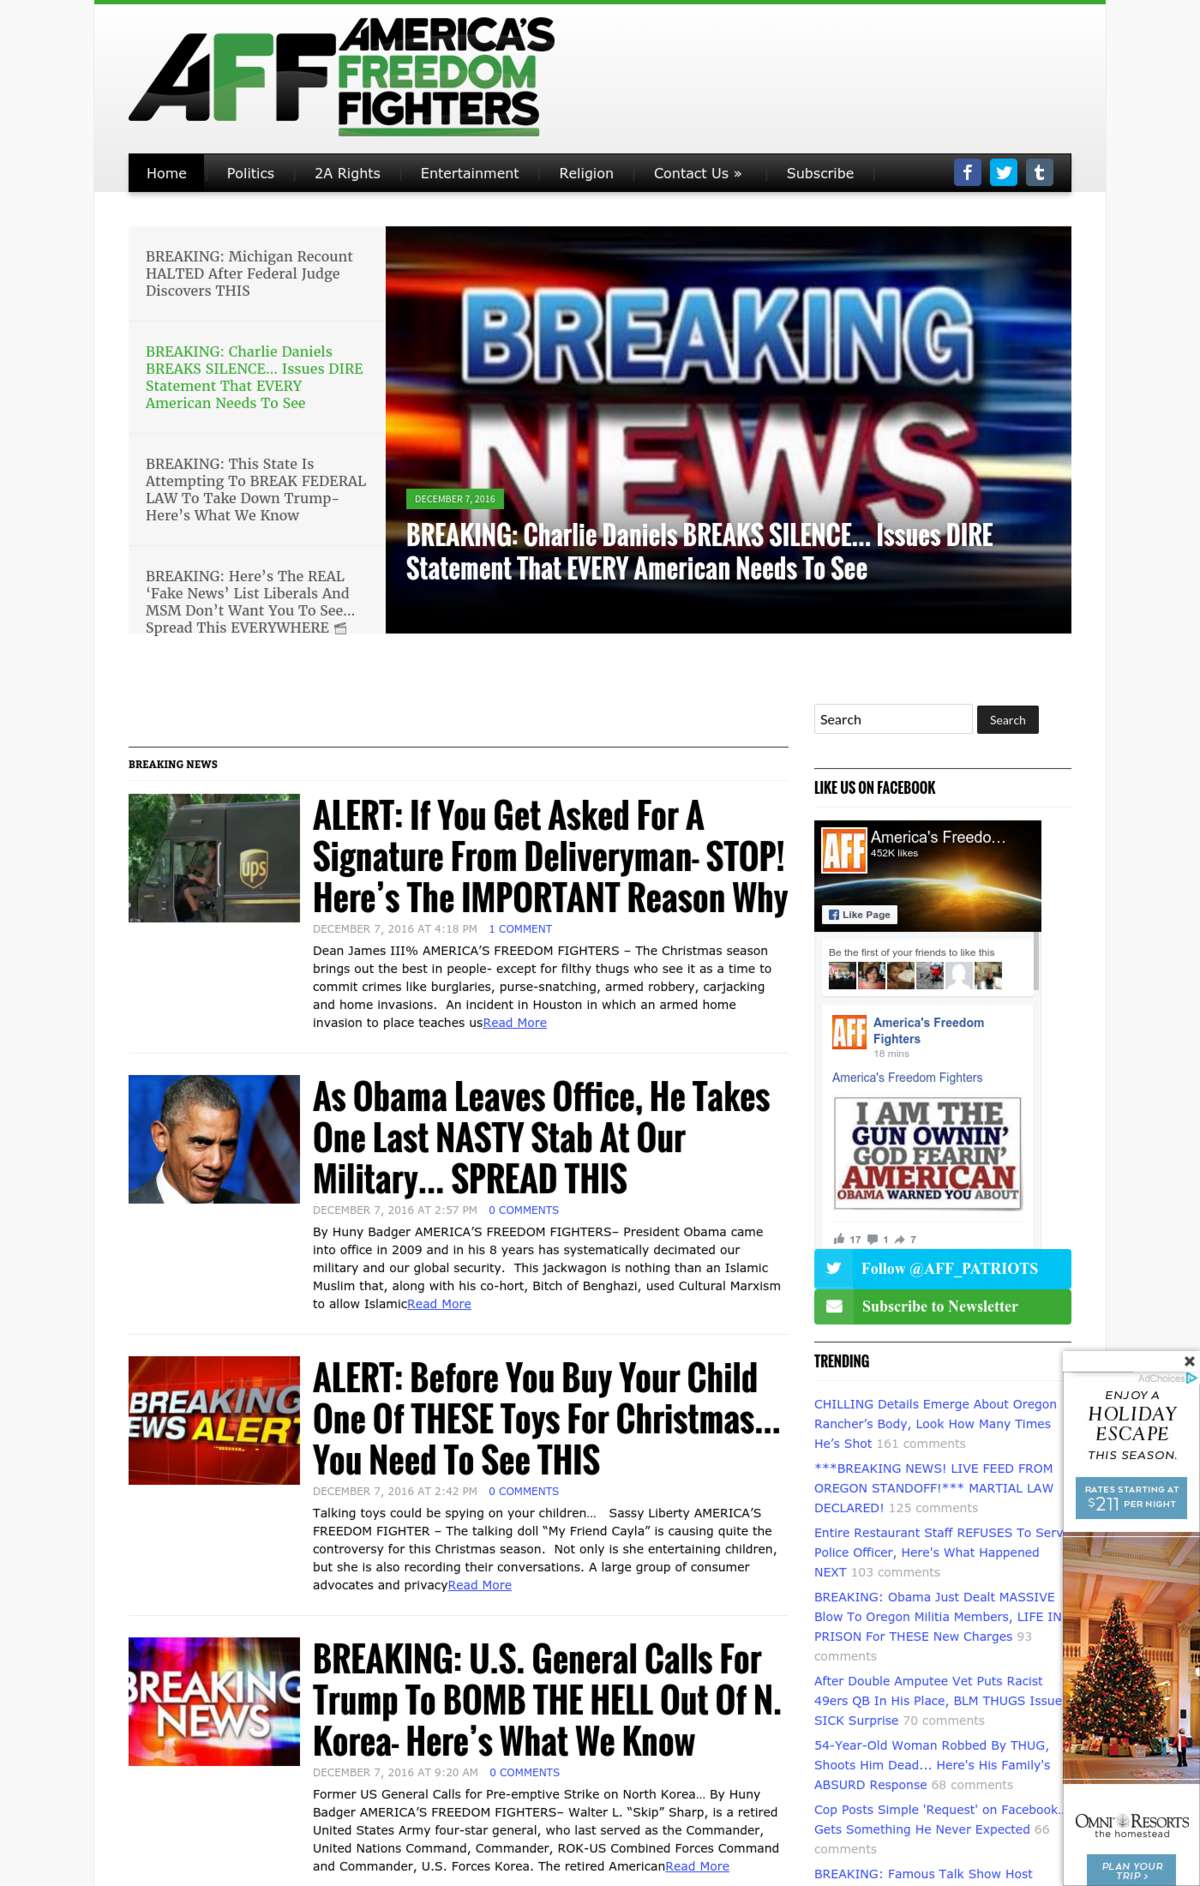 AFF AMERICA'S
FREEDOM
FIGHTERS
Home Politics 2A Rights Entertainment Religion Contact Us » Subscribe
BREAKING: Michigan Recount
HALTED After Federal Judge
Discovers THIS
BREAKING: Charlie Daniels
BREAKS SILENCE… Issues DIRE
Statement That EVERY
American Needs To See
BREAKING: This State Is
Attempting To BREAK FEDERAL
LAW To Take Down Trump–
Here's What We Know
BREAKING: Here's The REAL
'Fake News' List Liberals And
MSM Don't Want You To See…
Spread This EVERYWHERE
BREAKING
NEWS
DECEMBER 7, 2016
BREAKING: Charlie Daniels BREAKS SILENCE… Issues DIRE
Statement That EVERY American Needs To See
Search Search
BREAKING NEWS
ups
ALERT: If You Get Asked For A
Signature From Deliveryman- STOP!
Here's The IMPORTANT Reason Why
DECEMBER 7, 2016 AT 4:18 PM 1 COMMENT
Dean James III% AMERICA'S FREEDOM FIGHTERS – The Christmas season
brings out the best in people- except for filthy thugs who see it as a time to
commit crimes like burglaries, purse-snatching, armed robbery, carjacking
and home invasions. An incident in Houston in which an armed home
invasion to place teaches usRead More
As Obama Leaves Office, He Takes
One Last NASTY Stab At Our
Military… SPREAD THIS
DECEMBER 7, 2016 AT 2:57 PM 0 COMMENTS
By Huny Badger AMERICA'S FREEDOM FIGHTERS– President Obama came
into office in 2009 and in his 8 years has systematically decimated our
military and our global security. This jackwagon is nothing than an Islamic
Muslim that, along with his co-hort, Bitch of Benghazi, used Cultural Marxism
to allow IslamicRead More
BREAKING
EWS ALERT
ALERT: Before You Buy Your Child
One Of THESE Toys For Christmas…
You Need To See THIS
DECEMBER 7, 2016 AT 2:42 PM 0 COMMENTS
Talking toys could be spying on your children… Sassy Liberty AMERICA'S
FREEDOM FIGHTER – The talking doll “My Friend Cayla” is causing quite the
controversy for this Christmas season. Not only is she entertaining children,
but she is also recording their conversations. A large group of consumer
advocates and privacyRead More
BREAKING
NEWS
BREAKING: U.S. General Calls For
Trump To BOMB THE HELL Out Of N.
Korea- Here's What We Know
DECEMBER 7, 2016 AT 9:20 AM 0 COMMENTS
Former US General Calls for Pre-emptive Strike on North Korea… By Huny
Badger AMERICA'S FREEDOM FIGHTERS– Walter L. “Skip” Sharp, is a retired
United States Army four-star general, who last served as the Commander,
United Nations Command, Commander, ROK-US Combined Forces Command
and Commander, U.S. Forces Korea. The retired AmericanRead More
LIKE US ON FACEBOOK
AFF America's Freedo…
452K likes
Like Page
Be the first of your friends to like this
AFF America's Freedom
Fighters
18 mins
America's Freedom Fighters
I AM THE
GUN OWNIN'
GOD FEARIN'
AMERICAN
OBAMA WARNED YOU ABOUT
17 1 7
Follow @AFF_PATRIOTS
Subscribe to Newsletter
TRENDING
CHILLING Details Emerge About Oregon
Rancher's Body, Look How Many Times
He's Shot 161 comments
***BREAKING NEWS! LIVE FEED FROM
OREGON STANDOFF!*** MARTIAL LAW
DECLARED! 125 comments
Entire Restaurant Staff REFUSES To Serv
Police Officer, Here's What Happened
NEXT 103 comments
BREAKING: Obama Just Dealt MASSIVE
Blow To Oregon Militia Members, LIFE IN
PRISON For THESE New Charges 93
comments
After Double Amputee Vet Puts Racist
49ers QB In His Place, BLM THUGS Issue
SICK Surprise 70 comments
54-Year-Old Woman Robbed By THUG,
Shoots Him Dead… Here's His Family's
ABSURD Response 68 comments
Cop Posts Simple 'Request' on Facebook…
Gets Something He Never Expected 66
comments
BREAKING: Famous Talk Show Host
AdChoices
ENJOY A
HOLIDAY
ESCAPE
THIS SEASON.
RATES STARTING AT
$211 PER NIGHT
OMNI RESORTS
the homestead
PLAN YOUR
TRIP ›